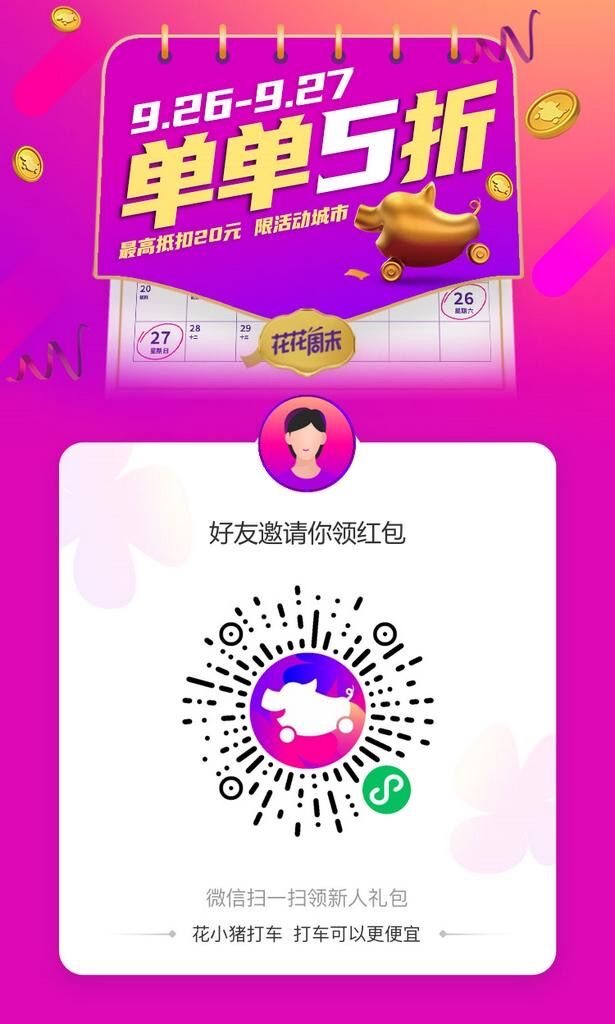 9.26-9.27
单单5折
最高抵扣20元 限活动城市
20
26
星期六
27
星期日
28
十二
29
十三
花花周末
好友邀请你领红包
微信扫一扫领新人礼包
花小猪打车 打车可以更便宜